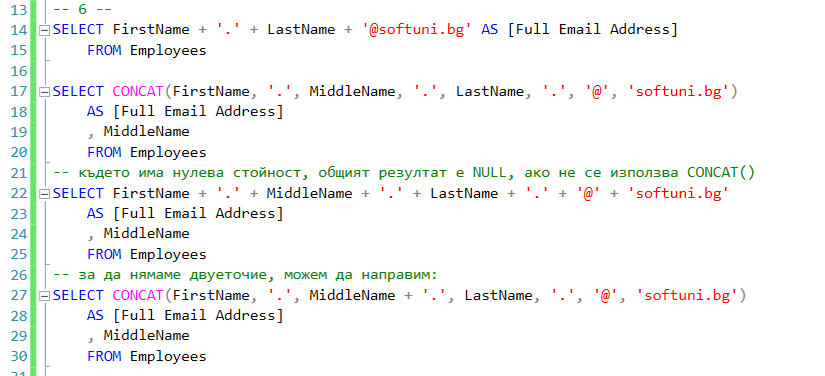 13 -- 6 --
14 SELECT FirstName + '.' + LastName + '@softuni.bg' AS [Full Email Address]
15 FROM Employees
16
17 SELECT CONCAT(FirstName, '.', MiddleName, '.', LastName, '.', '@', 'softuni.bg')
18 AS [Full Email Address]
19 , MiddleName
20 FROM Employees
21 -- където има нулева стойност, общият резултат е NULL, ако не се използва CONCAT()
22 SELECT FirstName + '.' + MiddleName + '.' + LastName + '.' + '@' + 'softuni.bg'
23 AS [Full Email Address]
24 , MiddleName
25 FROM Employees
26 -- за да нямаме двуеточие, можем да направим:
27 SELECT CONCAT(FirstName, '.', MiddleName + '.', LastName, '.', '@', 'softuni.bg')
28 AS [Full Email Address]
29 , MiddleName
30 FROM Employees
31